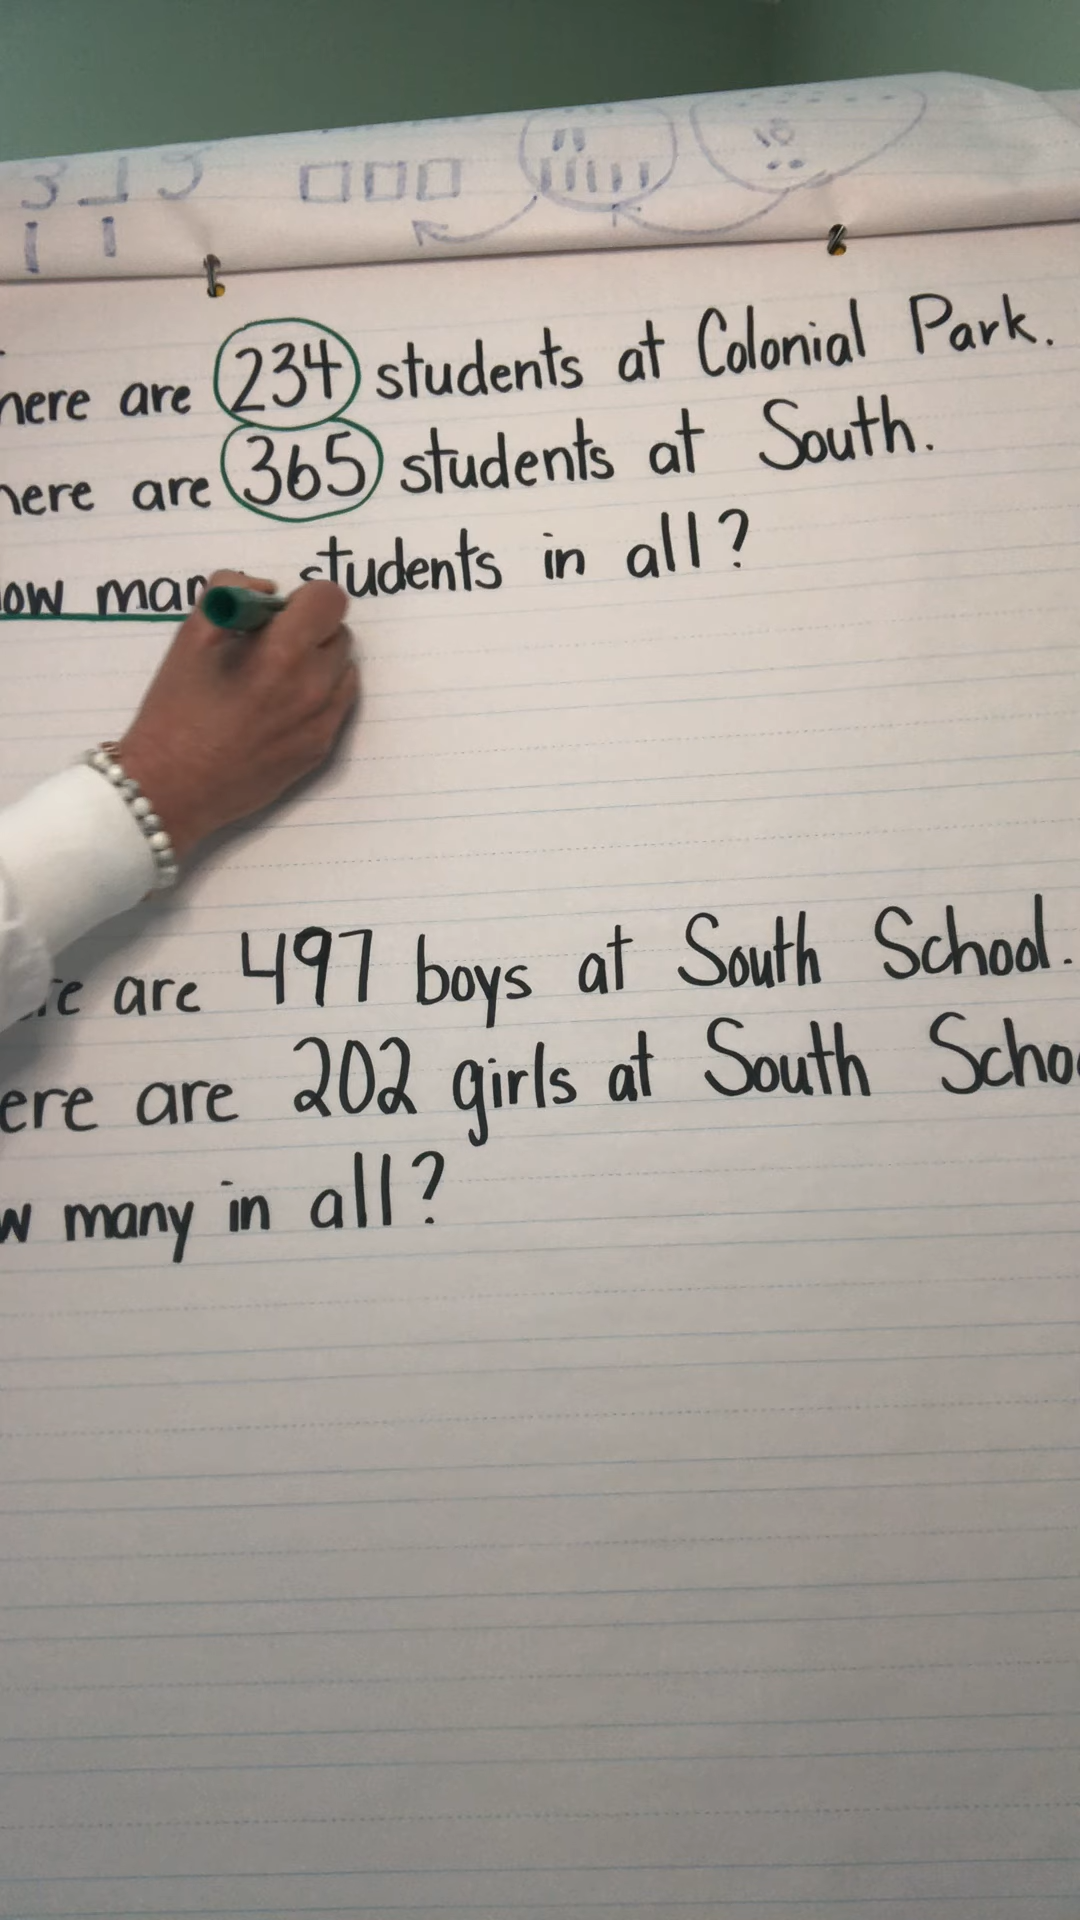 here are 234 students at Colonial Park.
here are 365 students at South.
ow man students in all?
are 497 boys at South School.
ere are 202 girls at South Scho
w many in all?